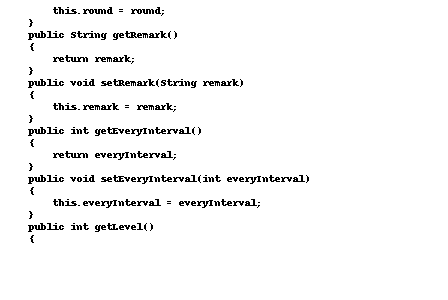 this.round = round;
}
public String getRemark()
{
return remark;
}
public void setRemark(String remark)
{
this.remark = remark;
}
public int getEveryInterval()
{
return everyInterval;
}
public void setEveryInterval(int everyInterval)
{
this.everyInterval = everyInterval;
}
public int getLevel()
{